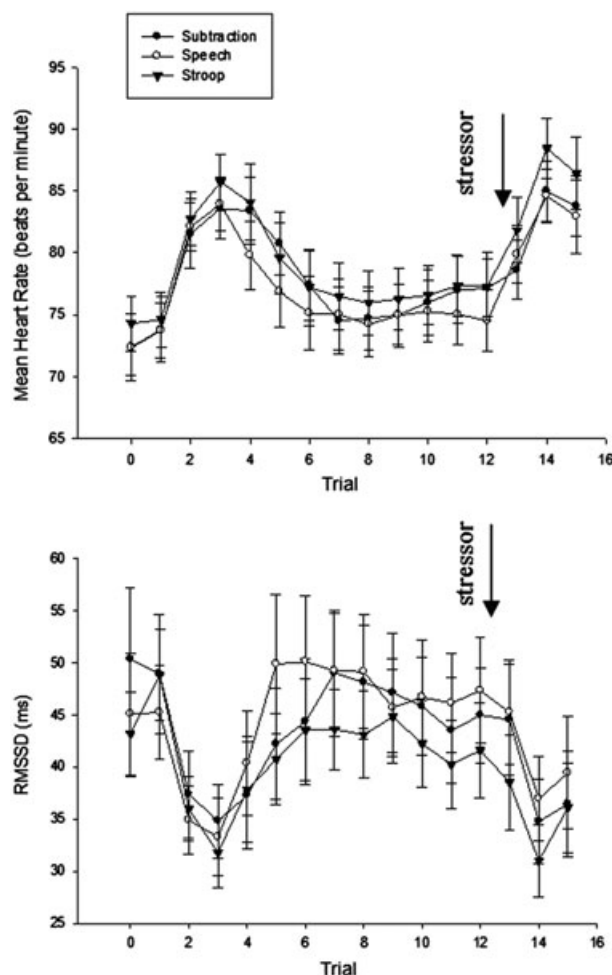 Subtraction
Speech
Stroop
stressor
95
90
85
80
75
70
65
Mean Heart Rate (beats per minute)
0 2 4 6 8 10 12 14 16
Trial
stressor
60
55
50
45
40
35
30
25
RMSSD (ms)
0 2 4 6 8 10 12 14 16
Trial